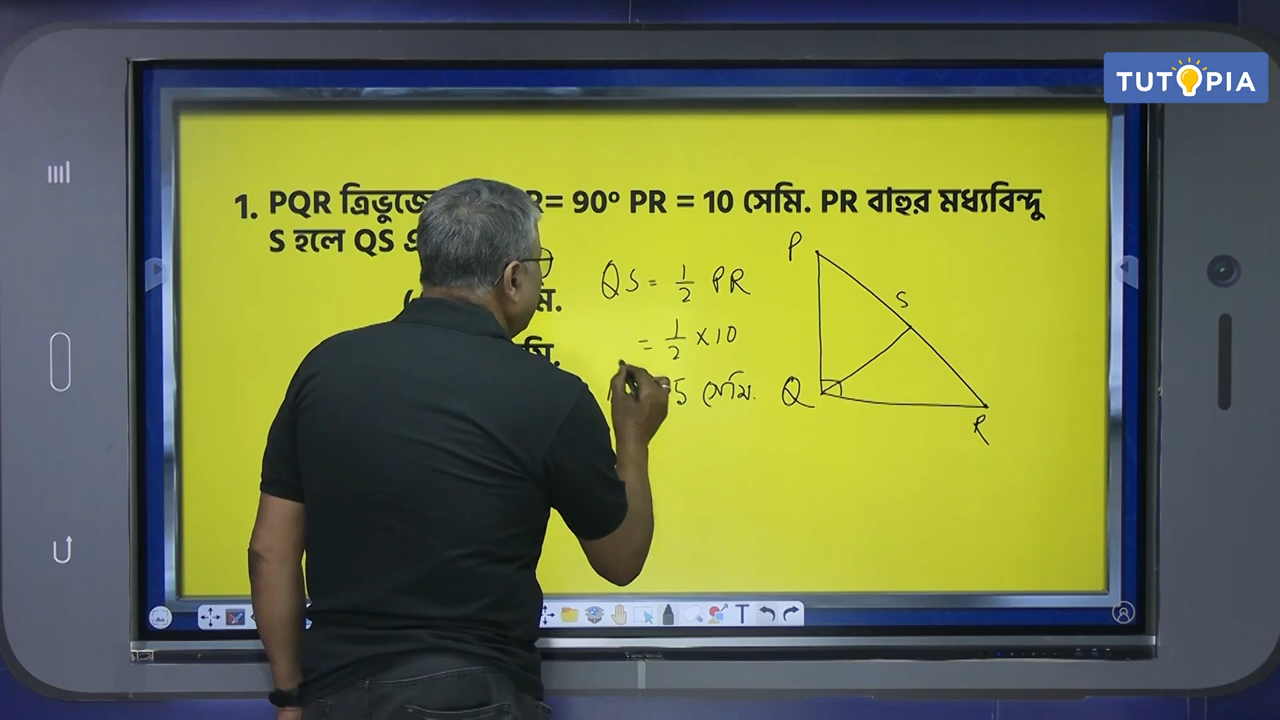 TUTOPIA
1. PQR ত্রিভুজে R= 90° PR = 10 সেমি. PR বাহুর মধ্যবিন্দু
S হলে QS
QS = 1/2 PR
= 1/2 × 10
5 সেমি.
P
S
Q
R
T